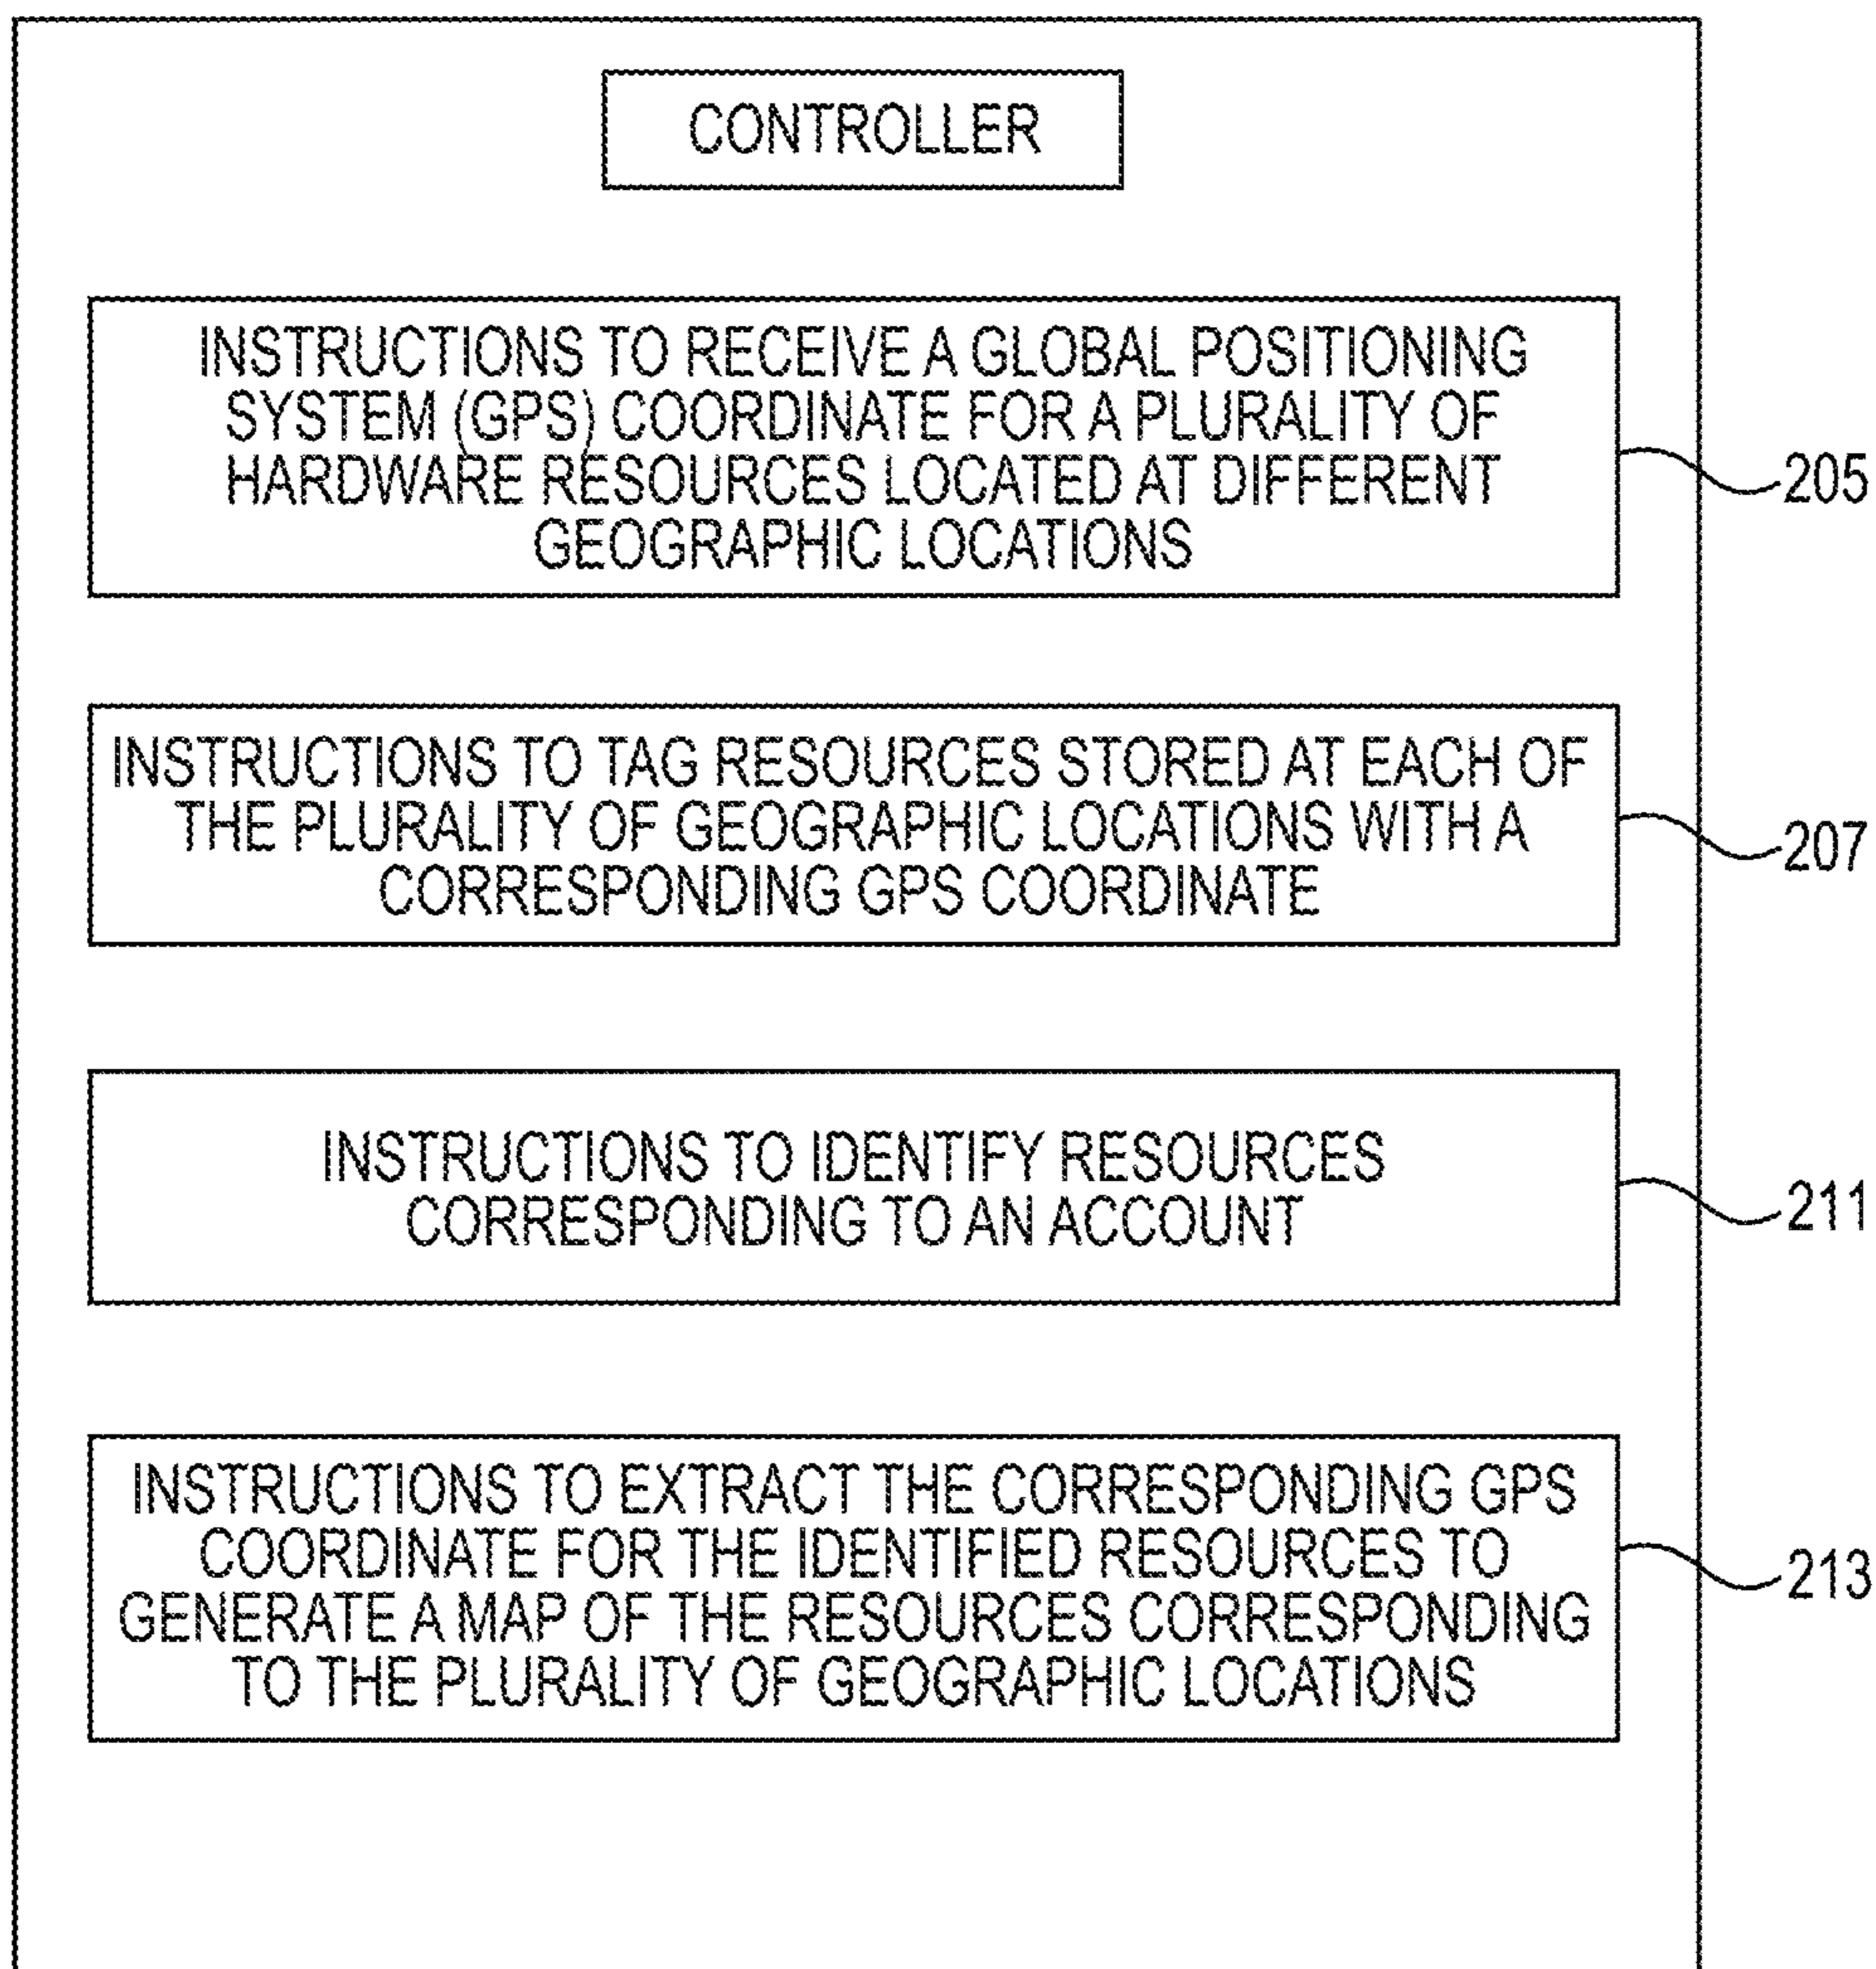 CONTROLLER
INSTRUCTIONS TO RECEIVE A GLOBAL POSITIONING
SYSTEM (GPS) COORDINATE FOR A PLURALITY OF
HARDWARE RESOURCES LOCATED AT DIFFERENT
GEOGRAPHIC LOCATIONS
205
INSTRUCTIONS TO TAG RESOURCES STORED AT EACH OF
THE PLURALITY OF GEOGRAPHIC LOCATIONS WITH A
CORRESPONDING GPS COORDINATE
207
INSTRUCTIONS TO IDENTIFY RESOURCES
CORRESPONDING TO AN ACCOUNT
211
INSTRUCTIONS TO EXTRACT THE CORRESPONDING GPS
COORDINATE FOR THE IDENTIFIED RESOURCES TO
GENERATE A MAP OF THE RESOURCES CORRESPONDING
TO THE PLURALITY OF GEOGRAPHIC LOCATIONS
213